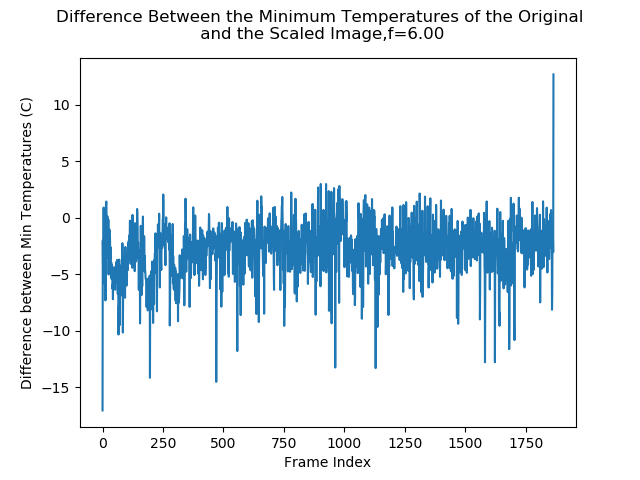 Difference Between the Minimum Temperatures of the Original
and the Scaled Image,f=6.00
Difference between Min Temperatures (C)
10
5
0
−5
−10
−15
0 250 500 750 1000 1250 1500 1750
Frame Index